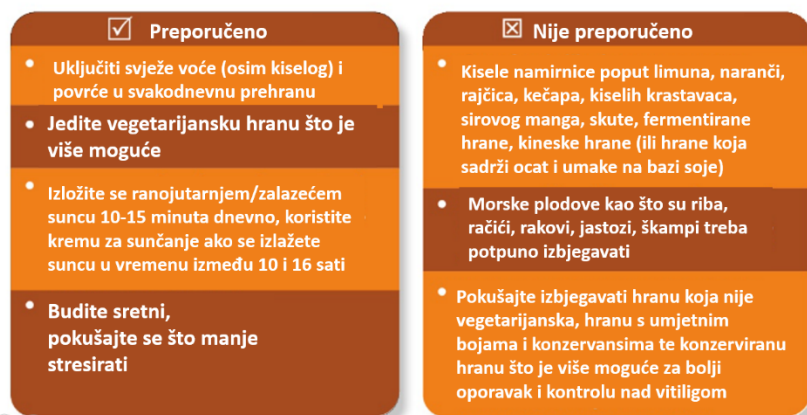 Preporučeno
• Uključiti svježe voće (osim kiselog) i
povrće u svakodnevnu prehranu
• Jedite vegetarijansku hranu što je
više moguće
• Izložite se ranojutarnjem/zalazećem
suncu 10-15 minuta dnevno, koristite
kremu za sunčanje ako se izlažete
suncu u vremenu između 10 i 16 sati
• Budite sretni,
pokušajte se što manje
stresirati
Nije preporučeno
• Kisele namirnice poput limuna, naranči,
rajčica, kečapa, kiselih krastavaca,
sirovog manga, skute, fermentirane
hrane, kineske hrane (ili hrane koja
sadrži ocat i umake na bazi soje)
• Morske plodove kao što su riba,
račići, rakovi, jastozi, škampi treba
potpuno izbjegavati
• Pokušajte izbjegavati hranu koja nije
vegetarijanska, hranu s umjetnim
bojama i konzervansima te konzerviranu
hranu što je više moguće za bolji
oporavak i kontrolu nad vitiligom